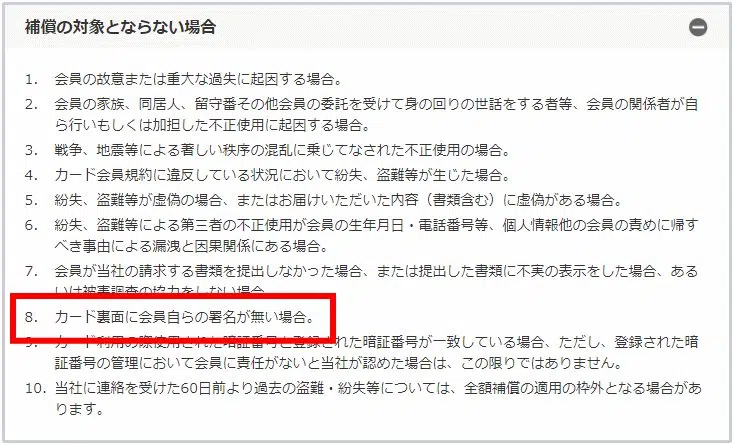 補償の対象とならない場合
1. 会員の故意または重大な過失に起因する場合。
2. 会員の家族、同居人、留守番その他会員の委託を受けて身の回りの世話をする者等、会員の関係者が自
ら行いもしくは加担した不正使用に起因する場合。
3. 戦争、地震等による著しい秩序の混乱に乗じてなされた不正使用の場合。
4. カード会員規約に違反している状況において紛失、盗難等が生じた場合。
5. 紛失、盗難等が虚偽の場合、またはお届けいただいた内容（書類含む）に虚偽がある場合。
6. 紛失、盗難等による第三者の不正使用が会員の生年月日・電話番号等、個人情報他の会員の責めに帰す
べき事由による漏洩と因果関係にある場合。
7. 会員が当社の請求する書類を提出しなかった場合、または提出した書類に不実の表示をした場合、ある
いは被害調査の協力をしない場合。
8. カード裏面に会員自らの署名が無い場合。
9. カード利用の際使用された暗証番号と登録された暗証番号が一致している場合、ただし、登録された暗
証番号の管理において会員に責任がないと当社が認めた場合は、この限りではありません。
10. 当社に連絡を受けた60日前より過去の盗難・紛失等については、全額補償の適用の枠外となる場合があ
ります。